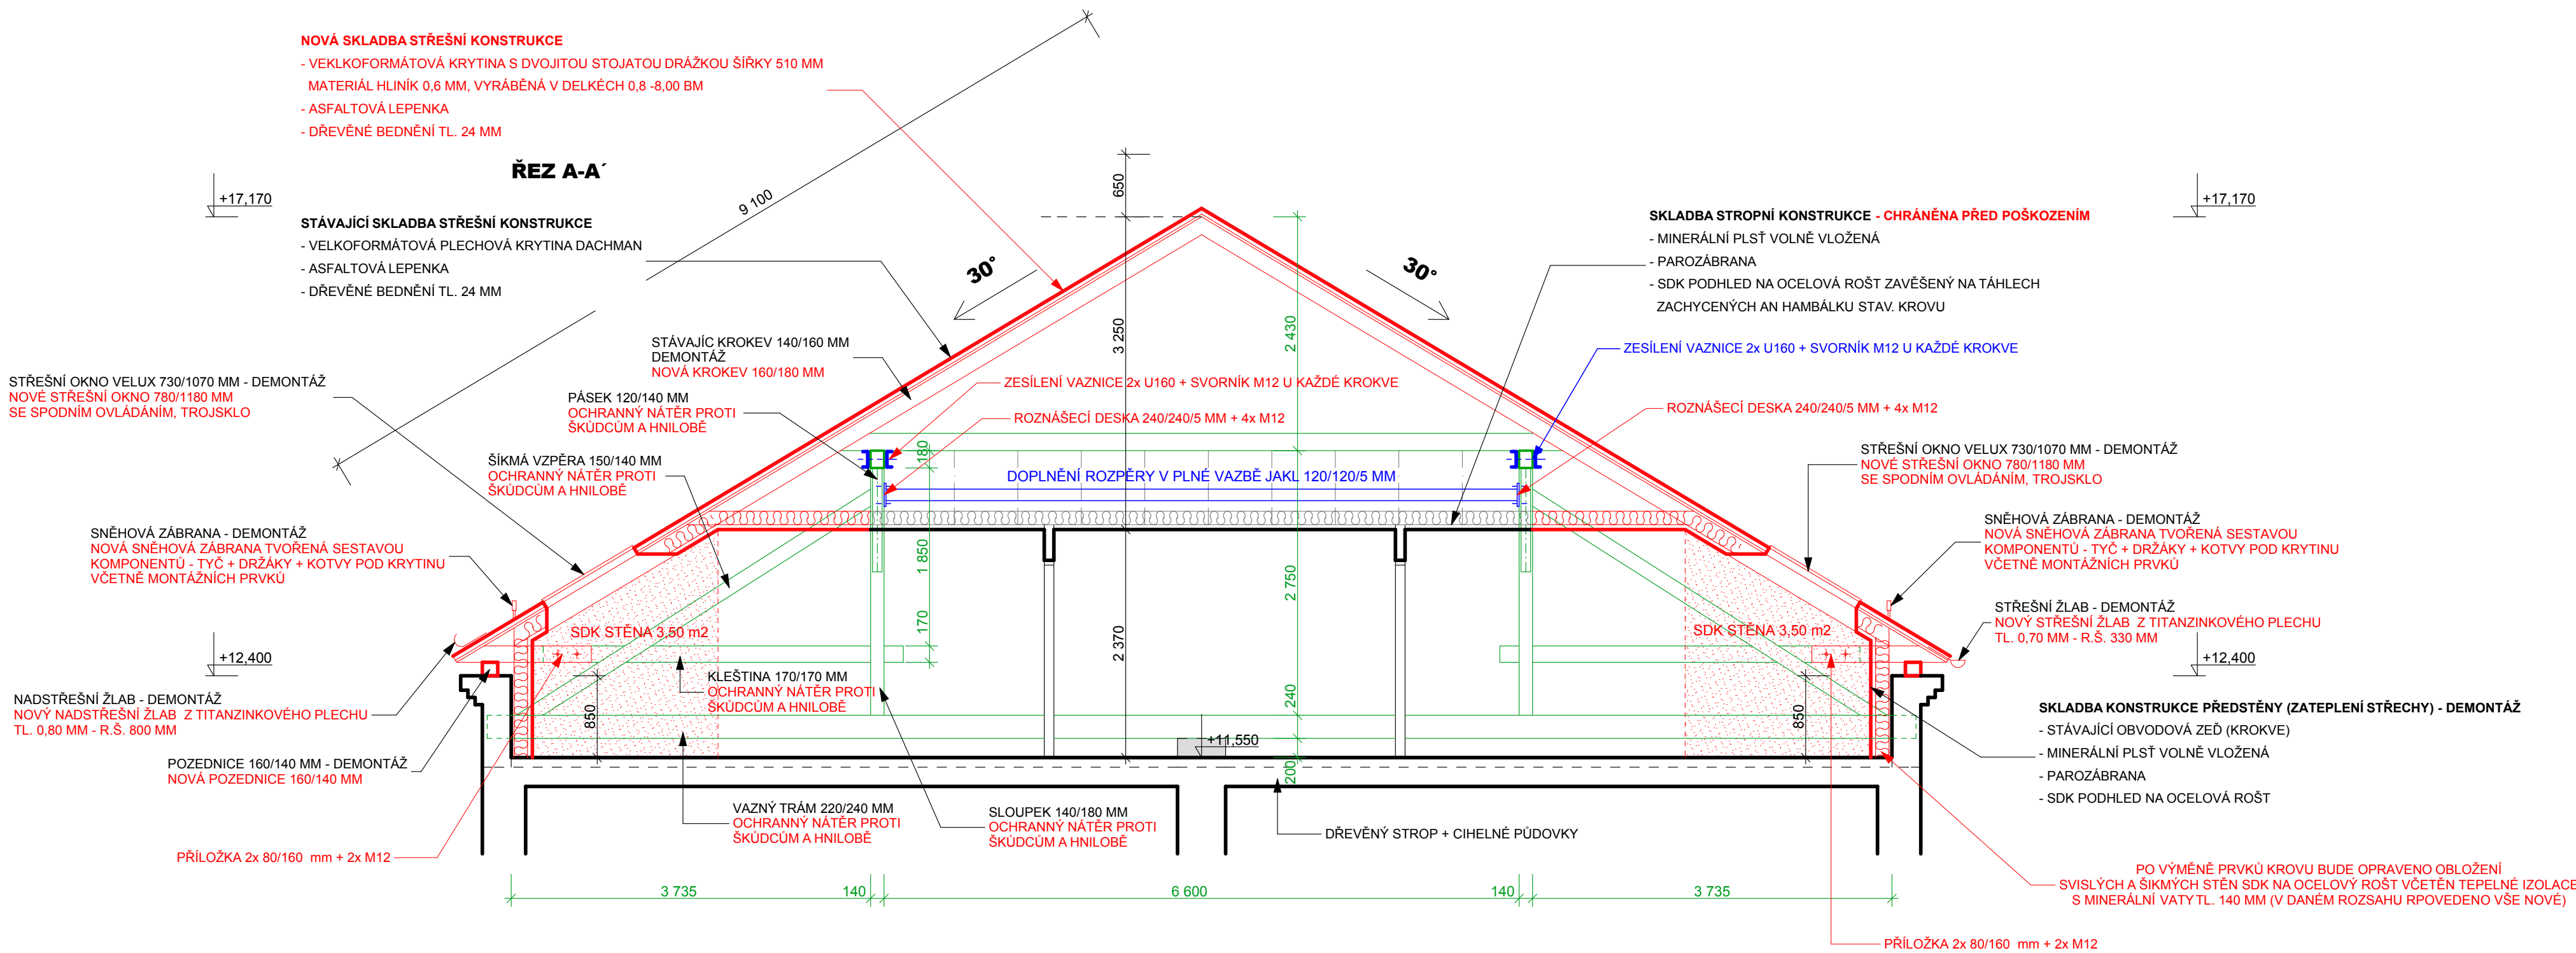 NOVÁ SKLADBA STŘEŠNÍ KONSTRUKCE
- VEKLKOFORMÁTOVÁ KRYTINA S DVOJITOU STOJATOU DRÁŽKOU ŠÍŘKY 510 MM
MATERIÁL HLINÍK 0,6 MM, VYRÁBĚNÁ V DELKÉCH 0,8 -8,00 BM
- ASFALTOVÁ LEPENKA
- DŘEVĚNÉ BEDNĚNÍ TL. 24 MM
ŘEZ A-A´
+17,170
9 100
650
+17,170
STÁVAJÍCÍ SKLADBA STŘEŠNÍ KONSTRUKCE
- VELKOFORMÁTOVÁ PLECHOVÁ KRYTINA DACHMAN
- ASFALTOVÁ LEPENKA
- DŘEVĚNÉ BEDNĚNÍ TL. 24 MM
SKLADBA STROPNÍ KONSTRUKCE - CHRÁNĚNA PŘED POŠKOZENÍM
- MINERÁLNÍ PLSŤ VOLNĚ VLOŽENÁ
- PAROZÁBRANA
- SDK PODHLED NA OCELOVÁ ROŠT ZAVĚŠENÝ NA TÁHLECH
ZACHYCENÝCH AN HAMBÁLKU STAV. KROVU
30°
30°
3 250
2 430
STÁVAJÍC KROKEV 140/160 MM
DEMONTÁŽ
NOVÁ KROKEV 160/180 MM
ZESÍLENÍ VAZNICE 2x U160 + SVORNÍK M12 U KAŽDÉ KROKVE
STŘEŠNÍ OKNO VELUX 730/1070 MM - DEMONTÁŽ
NOVÉ STŘEŠNÍ OKNO 780/1180 MM
SE SPODNÍM OVLÁDÁNÍM, TROJSKLO
ZESÍLENÍ VAZNICE 2x U160 + SVORNÍK M12 U KAŽDÉ KROKVE
PÁSEK 120/140 MM
OCHRANNÝ NÁTĚR PROTI
ŠKŮDCŮM A HNILOBĚ
ROZNÁŠECÍ DESKA 240/240/5 MM + 4x M12
ROZNÁŠECÍ DESKA 240/240/5 MM + 4x M12
180
STŘEŠNÍ OKNO VELUX 730/1070 MM - DEMONTÁŽ
NOVÉ STŘEŠNÍ OKNO 780/1180 MM
SE SPODNÍM OVLÁDÁNÍM, TROJSKLO
ŠÍKMÁ VZPĚRA 150/140 MM
OCHRANNÝ NÁTĚR PROTI
ŠKŮDCŮM A HNILOBĚ
DOPLNĚNÍ ROZPĚRY V PLNÉ VAZBĚ JAKL 120/120/5 MM
SNĚHOVÁ ZÁBRANA - DEMONTÁŽ
NOVÁ SNĚHOVÁ ZÁBRANA TVOŘENÁ SESTAVOU
KOMPONENTŮ - TYČ + DRŽÁKY + KOTVY POD KRYTINU
VČETNĚ MONTÁŽNÍCH PRVKŮ
SNĚHOVÁ ZÁBRANA - DEMONTÁŽ
NOVÁ SNĚHOVÁ ZÁBRANA TVOŘENÁ SESTAVOU
KOMPONENTŮ - TYČ + DRŽÁKY + KOTVY POD KRYTINU
VČETNĚ MONTÁŽNÍCH PRVKŮ
1 850
2 750
170
2 370
SDK STĚNA 3,50 m2
SDK STĚNA 3,50 m2
STŘEŠNÍ ŽLAB - DEMONTÁŽ
NOVÝ STŘEŠNÍ ŽLAB Z TITANZINKOVÉHO PLECHU
TL. 0,70 MM - R.Š. 330 MM
+12,400
+12,400
KLEŠTINA 170/170 MM
OCHRANNÝ NÁTĚR PROTI
ŠKŮDCŮM A HNILOBĚ
NADSTŘEŠNÍ ŽLAB - DEMONTÁŽ
NOVÝ NADSTŘEŠNÍ ŽLAB Z TITANZINKOVÉHO PLECHU
TL. 0,80 MM - R.Š. 800 MM
850
240
850
+11,550
200
SKLADBA KONSTRUKCE PŘEDSTĚNY (ZATEPLENÍ STŘECHY) - DEMONTÁŽ
- STÁVAJÍCÍ OBVODOVÁ ZEĎ (KROKVE)
- MINERÁLNÍ PLSŤ VOLNĚ VLOŽENÁ
- PAROZÁBRANA
- SDK PODHLED NA OCELOVÁ ROŠT
POZEDNICE 160/140 MM - DEMONTÁŽ
NOVÁ POZEDNICE 160/140 MM
VAZNÝ TRÁM 220/240 MM
OCHRANNÝ NÁTĚR PROTI
ŠKŮDCŮM A HNILOBĚ
SLOUPEK 140/180 MM
OCHRANNÝ NÁTĚR PROTI
ŠKŮDCŮM A HNILOBĚ
DŘEVĚNÝ STROP + CIHELNÉ PŮDOVKY
PŘÍLOŽKA 2x 80/160 mm + 2x M12
3 735
140
6 600
140
3 735
PO VÝMĚNĚ PRVKŮ KROVU BUDE OPRAVENO OBLOŽENÍ
SVISLÝCH A ŠIKMÝCH STĚN SDK NA OCELOVÝ ROŠT VČETĚN TEPELNÉ IZOLACE
S MINERÁLNÍ VATY TL. 140 MM (V DANÉM ROZSAHU RPOVEDENO VŠE NOVÉ)
PŘÍLOŽKA 2x 80/160 mm + 2x M12